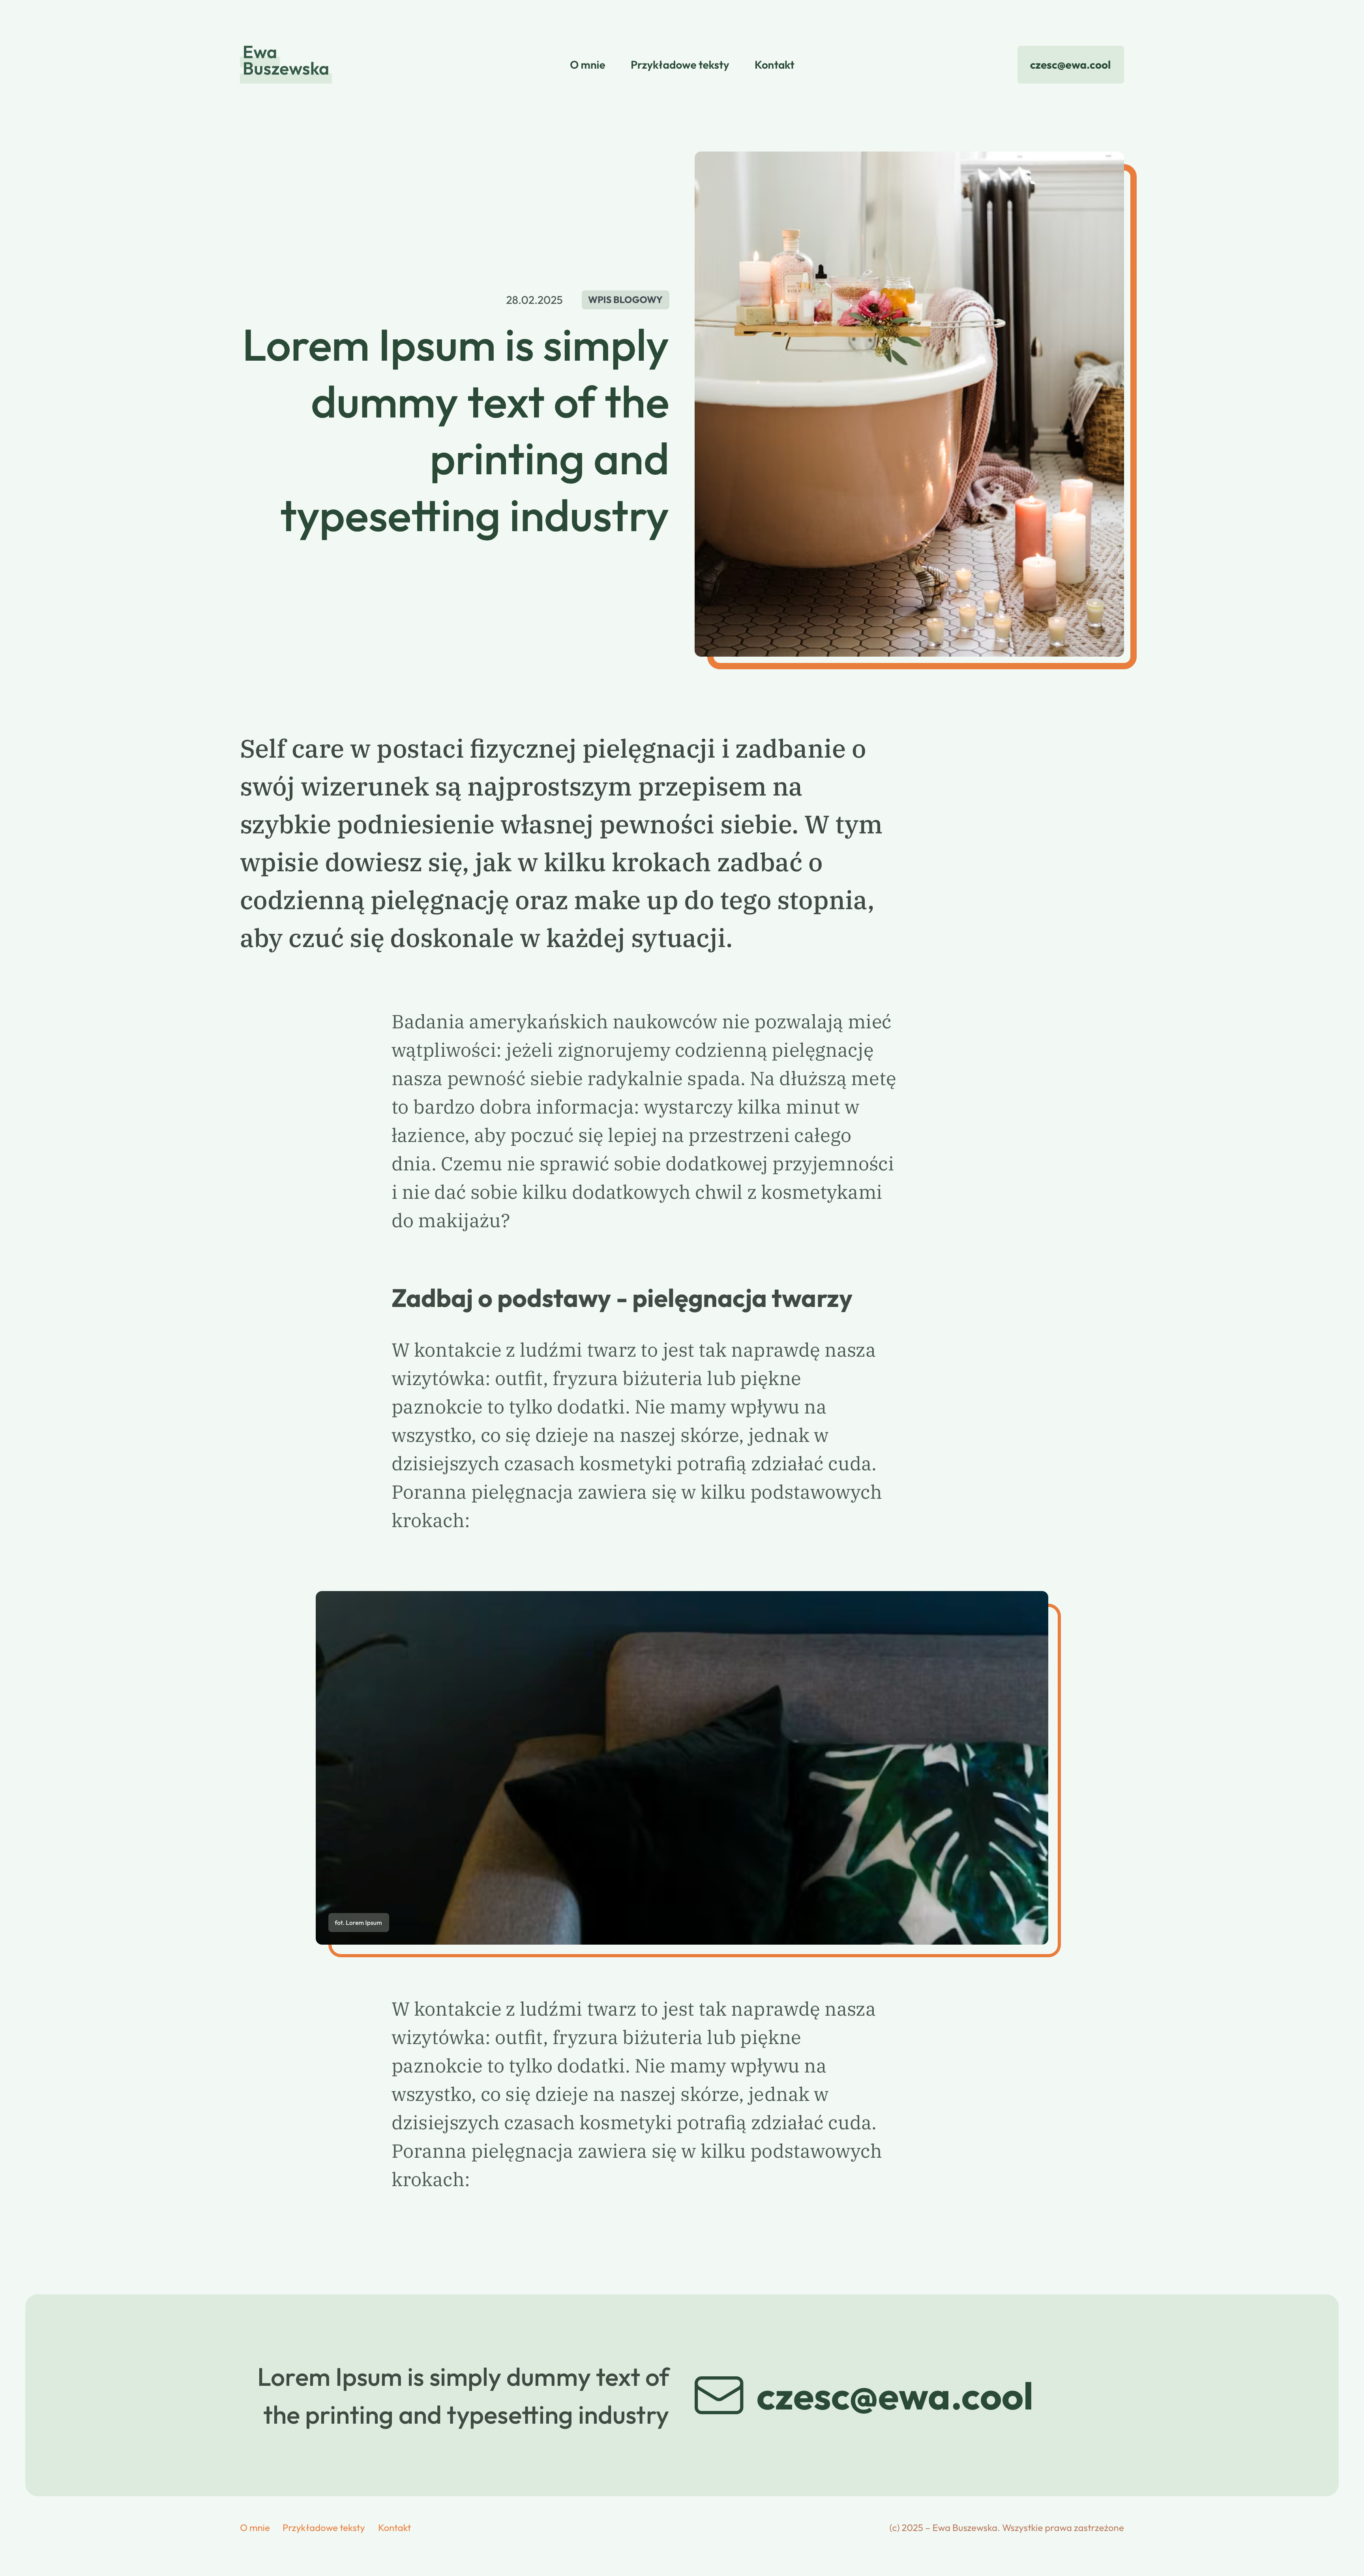 Ewa
Buszewska
O mnie Przykładowe teksty Kontakt
czesc@ewa.cool
28.02.2025 WPIS BLOGOWY
Lorem Ipsum is simply
dummy text of the
printing and
typesetting industry
Self care w postaci fizycznej pielęgnacji i zadbanie o
swój wizerunek są najprostszym przepisem na
szybkie podniesienie własnej pewności siebie. W tym
wpisie dowiesz się, jak w kilku krokach zadbać o
codzienną pielęgnację oraz make up do tego stopnia,
aby czuć się doskonale w każdej sytuacji.
Badania amerykańskich naukowców nie pozwalają mieć
wątpliwości: jeżeli zignorujemy codzienną pielęgnację
nasza pewność siebie radykalnie spada. Na dłuższą metę
to bardzo dobra informacja: wystarczy kilka minut w
łazience, aby poczuć się lepiej na przestrzeni całego
dnia. Czemu nie sprawić sobie dodatkowej przyjemności
i nie dać sobie kilku dodatkowych chwil z kosmetykami
do makijażu?
Zadbaj o podstawy - pielęgnacja twarzy
W kontakcie z ludźmi twarz to jest tak naprawdę nasza
wizytówka: outfit, fryzura biżuteria lub piękne
paznokcie to tylko dodatki. Nie mamy wpływu na
wszystko, co się dzieje na naszej skórze, jednak w
dzisiejszych czasach kosmetyki potrafią zdziałać cuda.
Poranna pielęgnacja zawiera się w kilku podstawowych
krokach:
fot. Lorem Ipsum
W kontakcie z ludźmi twarz to jest tak naprawdę nasza
wizytówka: outfit, fryzura biżuteria lub piękne
paznokcie to tylko dodatki. Nie mamy wpływu na
wszystko, co się dzieje na naszej skórze, jednak w
dzisiejszych czasach kosmetyki potrafią zdziałać cuda.
Poranna pielęgnacja zawiera się w kilku podstawowych
krokach:
Lorem Ipsum is simply dummy text of
the printing and typesetting industry
czesc@ewa.cool
O mnie Przykładowe teksty Kontakt
(c) 2025 – Ewa Buszewska. Wszystkie prawa zastrzeżone